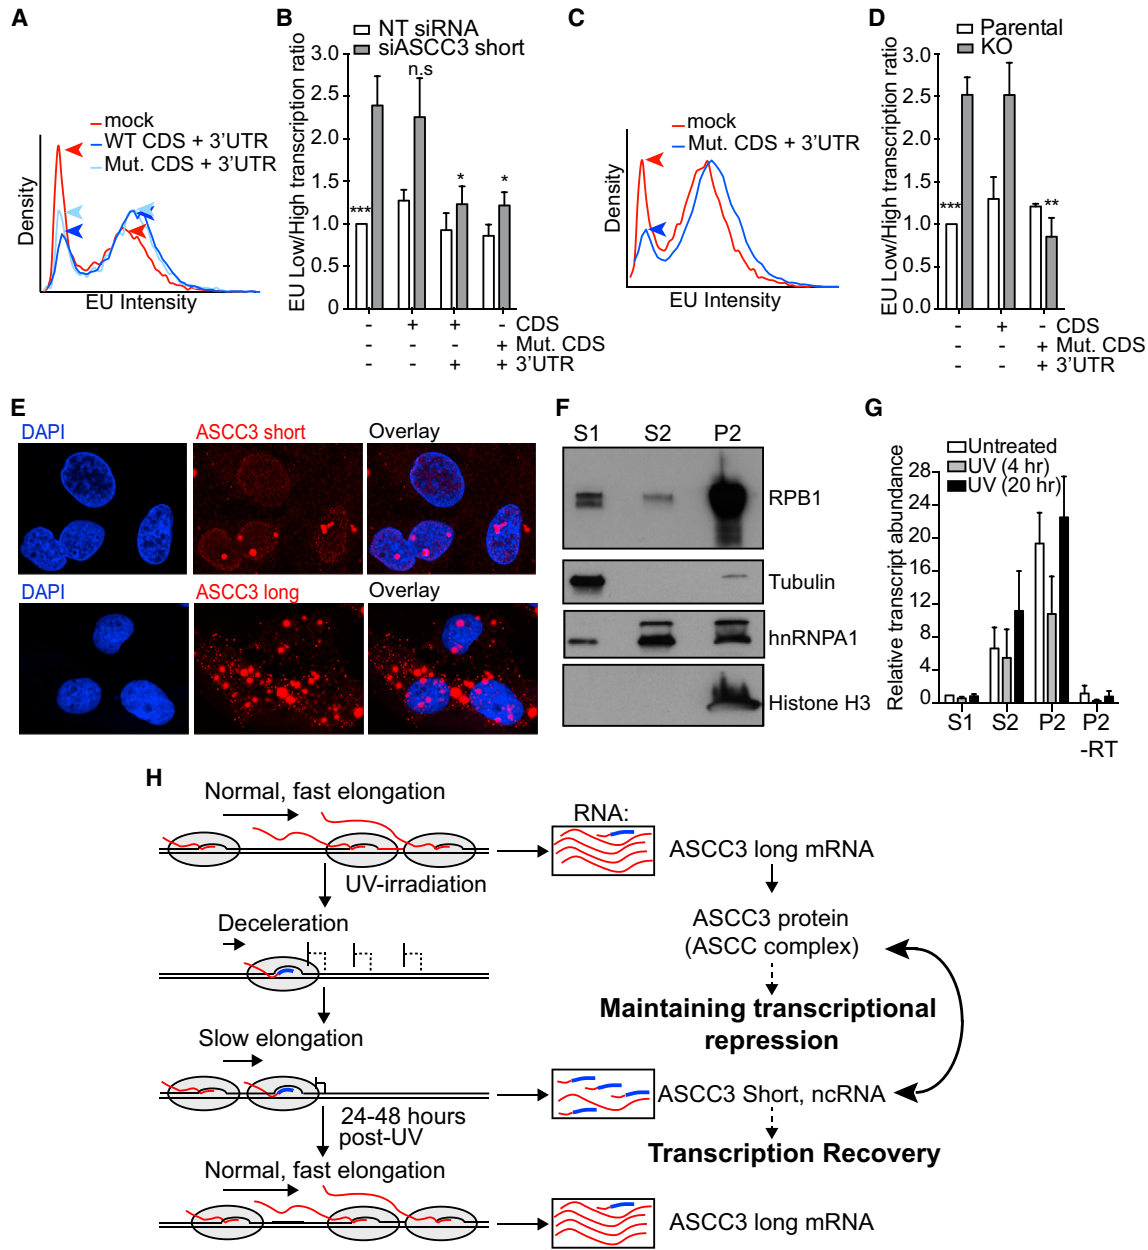 A
mock
WT CDS + 3'UTR
Mut. CDS + 3'UTR
Density
EU Intensity
B
NT siRNA
siASCC3 short
n.s
EU Low/High transcription ratio
3.0
2.5
2.0
1.5
1.0
0.5
0
***
*
*
- + + - CDS
- - - + Mut. CDS
- - + + 3'UTR
C
mock
Mut. CDS + 3'UTR
Density
EU Intensity
D
Parental
KO
EU Low/High transcription ratio
3.0
2.5
2.0
1.5
1.0
0.5
0.0
***
**
- + - CDS
- - + Mut. CDS
- - + 3'UTR
E
DAPI
ASCC3 short
Overlay
DAPI
ASCC3 long
Overlay
F
S1 S2 P2
RPB1
Tubulin
hnRNPA1
Histone H3
G
Untreated
UV (4 hr)
UV (20 hr)
Relative transcript abundance
28
24
20
16
12
8
4
0
S1 S2 P2 P2
-RT
H
Normal, fast elongation
RNA:
ASCC3 long mRNA
UV-irradiation
Deceleration
ASCC3 protein
(ASCC complex)
Maintaining transcriptional
repression
Slow elongation
ASCC3 Short, ncRNA
24-48 hours
post-UV
Transcription Recovery
Normal, fast elongation
ASCC3 long mRNA